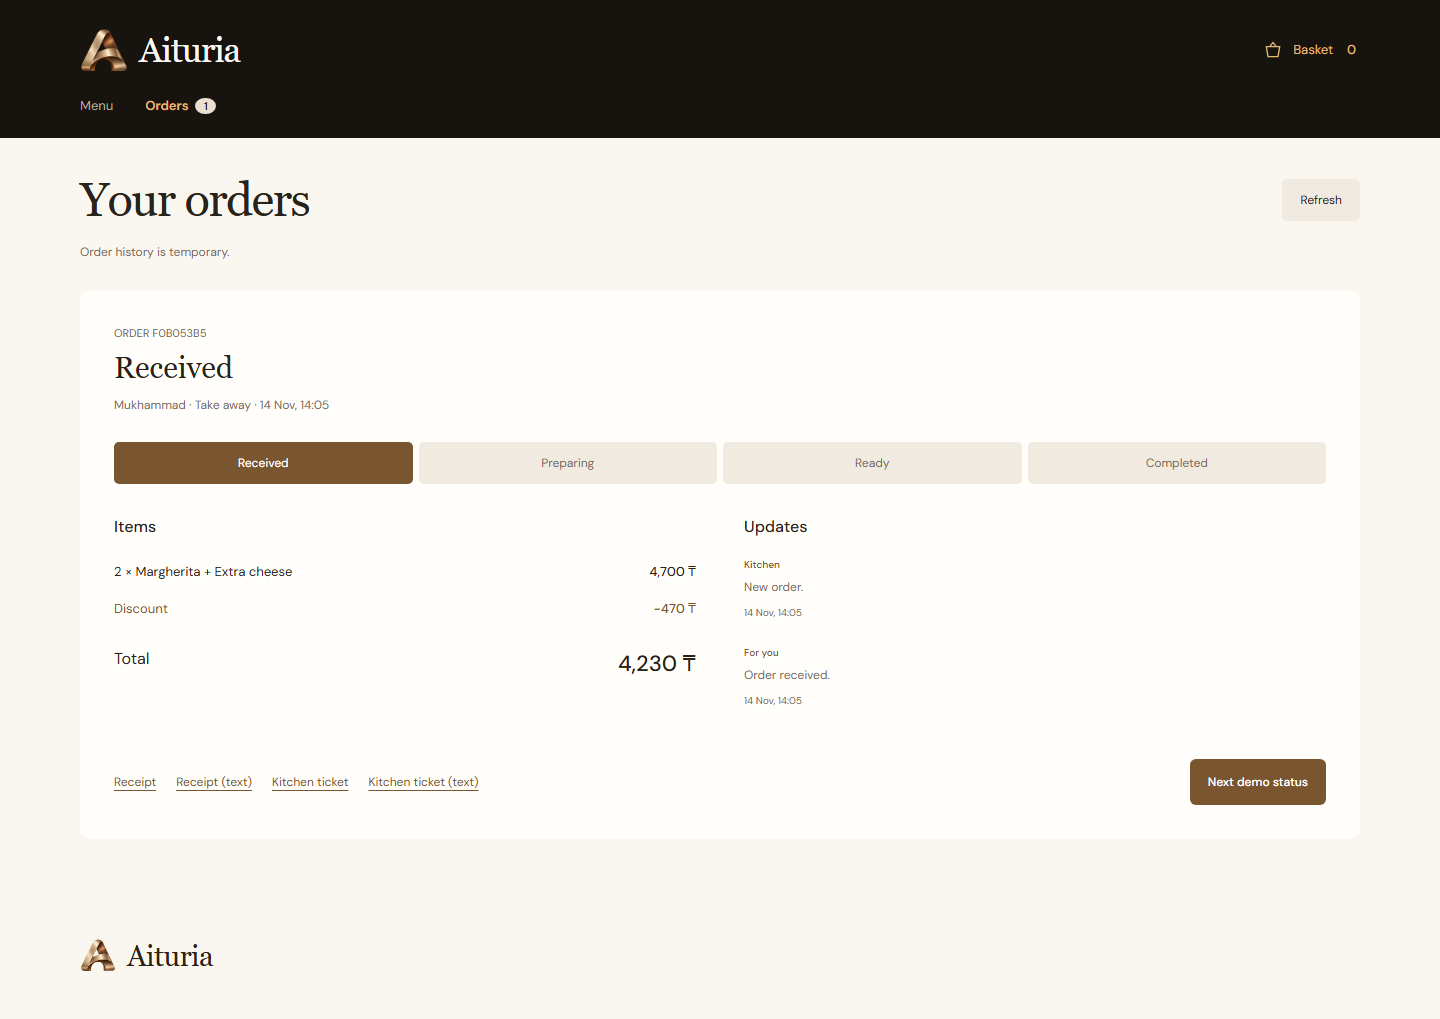 Aituria
Basket 0
Menu Orders 1
Your orders
Refresh
Order history is temporary.
ORDER F0B053B5
Received
Mukhammad · Take away · 14 Nov, 14:05
Received Preparing Ready Completed
Items
2 × Margherita + Extra cheese 4,700 ₸
Discount −470 ₸
Total 4,230 ₸
Updates
Kitchen
New order.
14 Nov, 14:05
For you
Order received.
14 Nov, 14:05
Receipt Receipt (text) Kitchen ticket Kitchen ticket (text)
Next demo status
Aituria